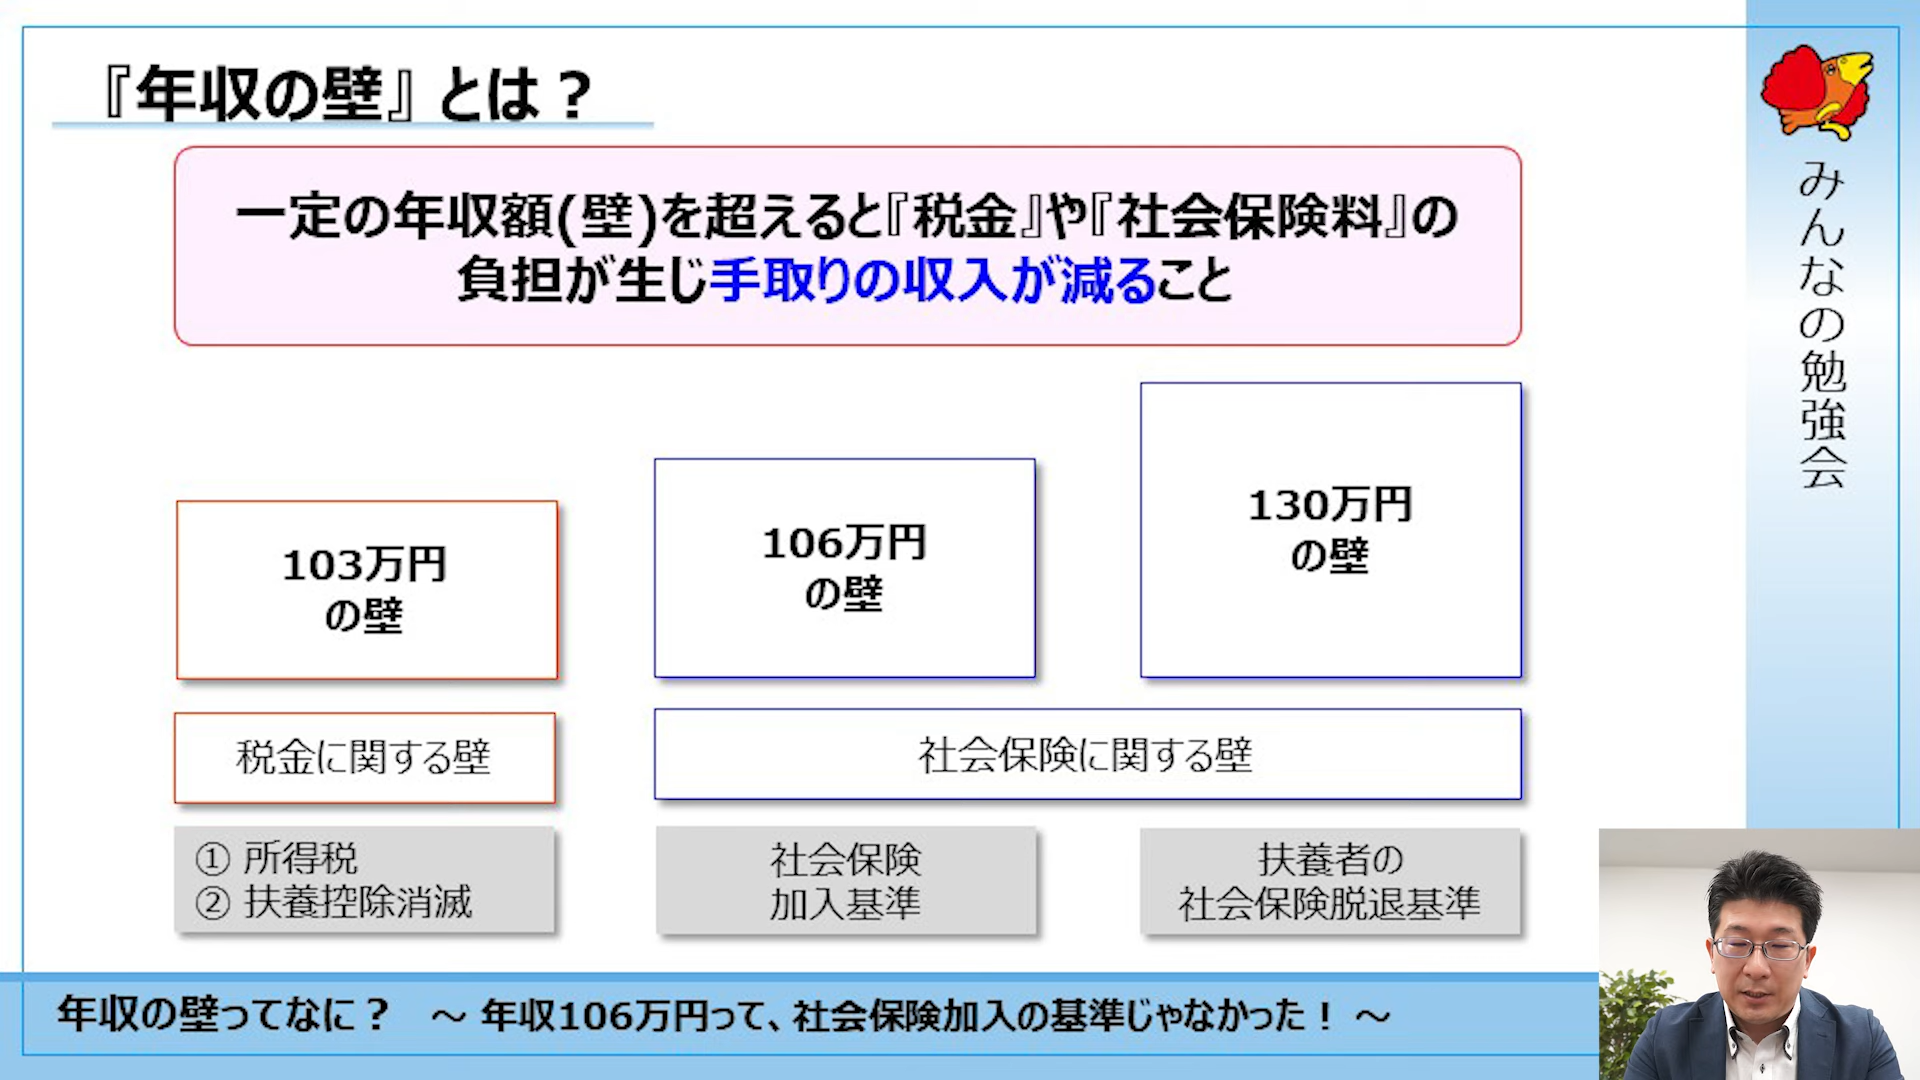 『年収の壁』とは？
一定の年収額(壁)を超えると『税金』や『社会保険料』の
負担が生じ手取りの収入が減ること
103万円
の壁
106万円
の壁
130万円
の壁
税金に関する壁
社会保険に関する壁
① 所得税
② 扶養控除消滅
社会保険
加入基準
扶養者の
社会保険脱退基準
みんなの勉強会
年収の壁ってなに？　～ 年収106万円って、社会保険加入の基準じゃなかった！ ～